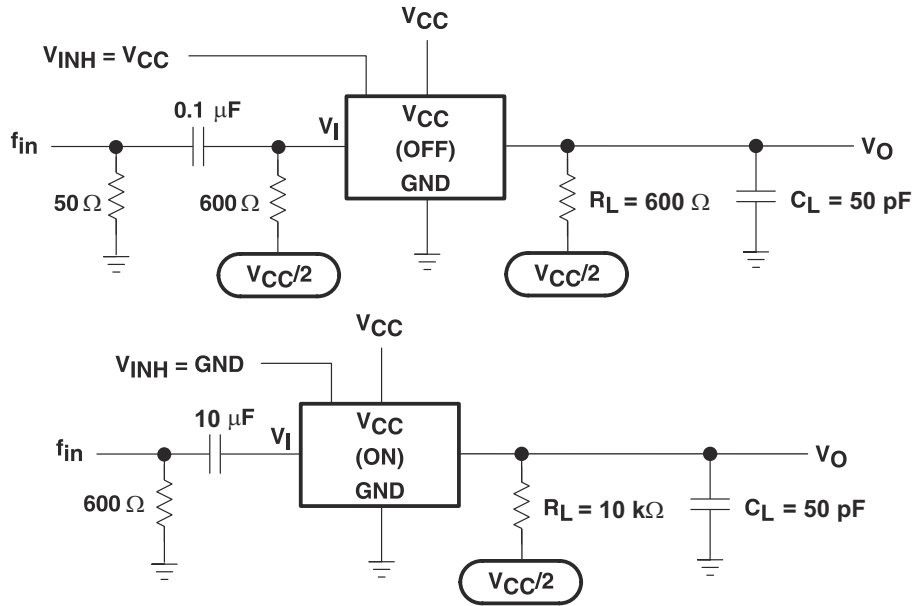 VCC
VINH = VCC
0.1 μF
fin
VI
VCC
(OFF)
GND
VO
50 Ω
600 Ω
RL = 600 Ω
CL = 50 pF
VCC/2
VCC/2
VCC
VINH = GND
10 μF
fin
VI
VCC
(ON)
GND
VO
600 Ω
RL = 10 kΩ
CL = 50 pF
VCC/2